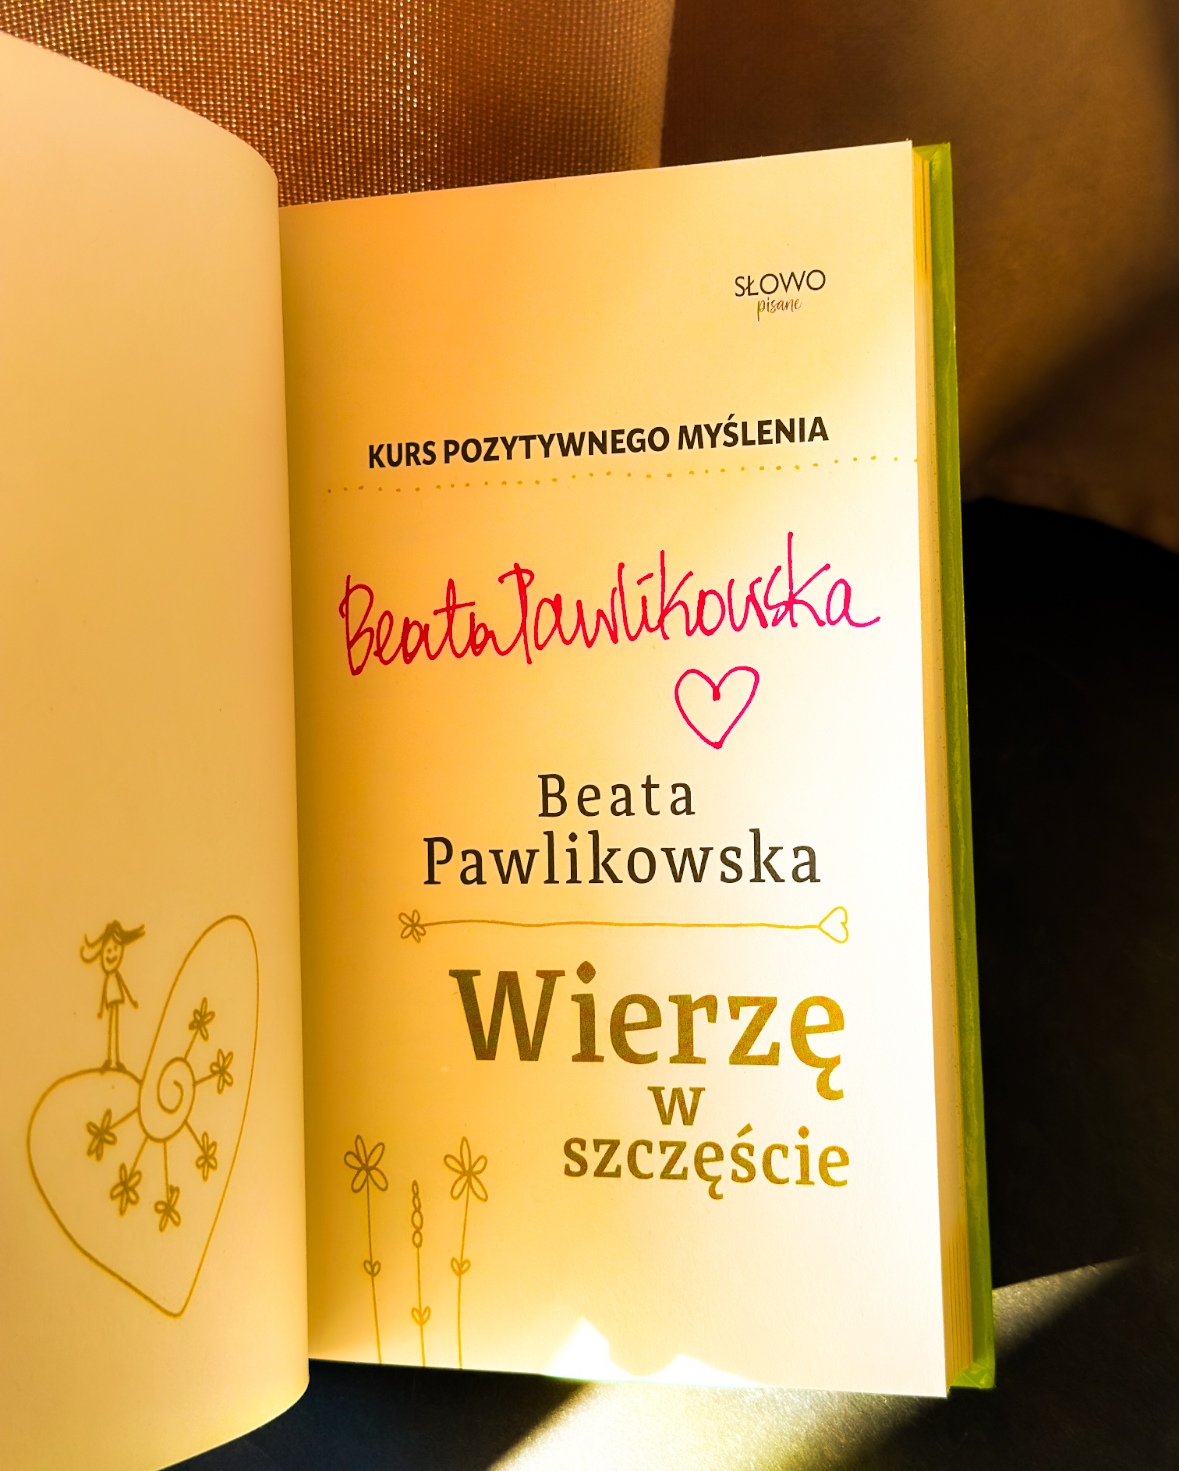 SŁOWO
pisane
KURS POZYTYWNEGO MYŚLENIA
Beata Pawlikowska
Beata
Pawlikowska
Wierzę
w
szczęście